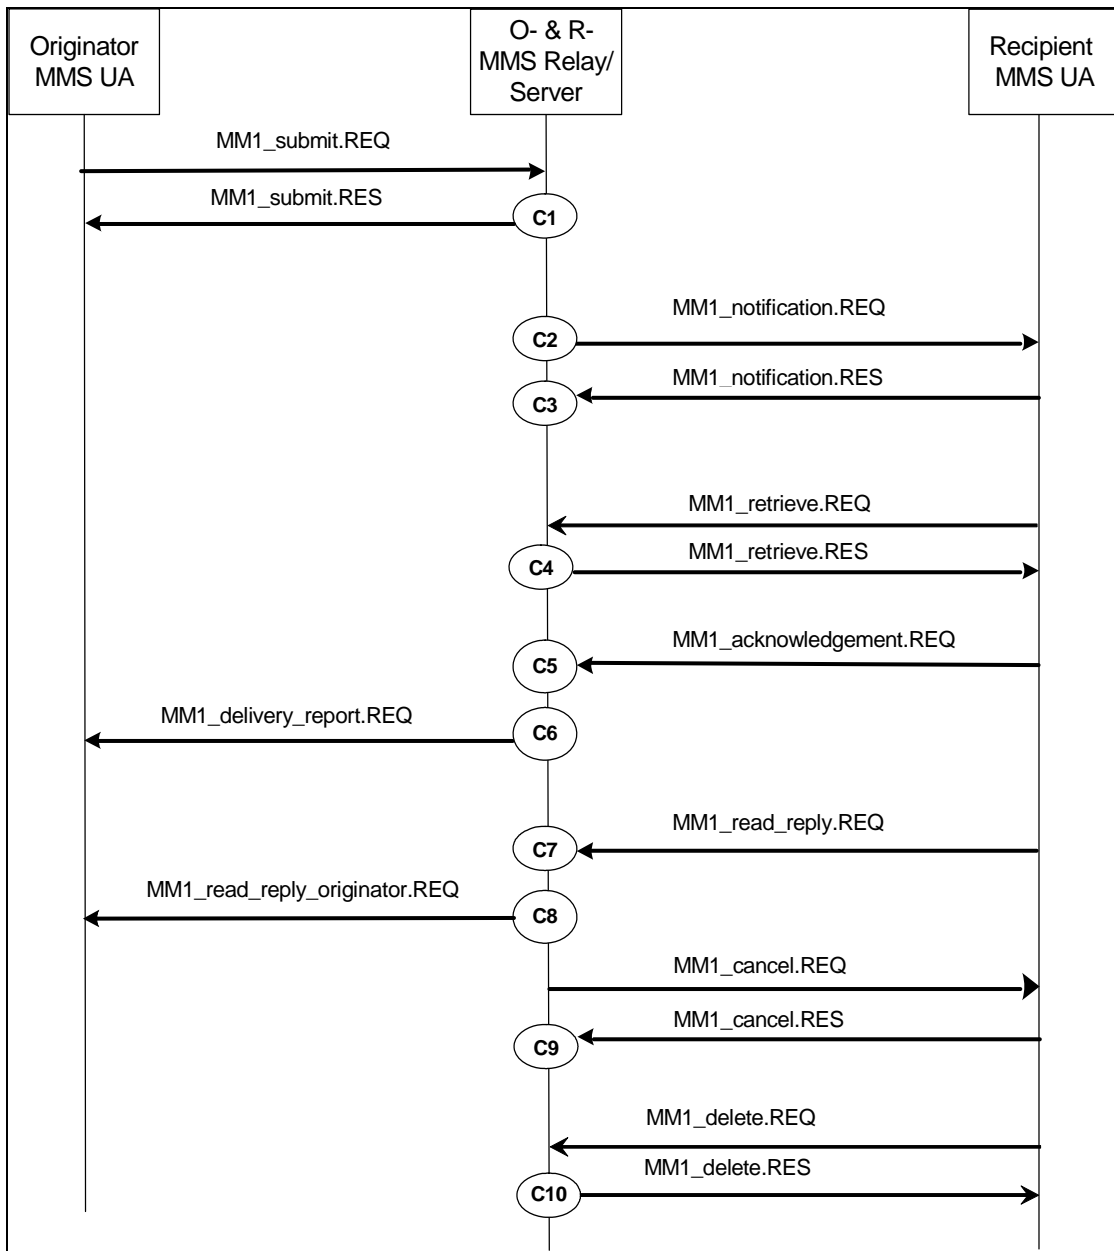 Originator
MMS UA
O- & R-
MMS Relay/
Server
Recipient
MMS UA
MM1_submit.REQ
MM1_submit.RES
C1
MM1_notification.REQ
C2
MM1_notification.RES
C3
MM1_retrieve.REQ
MM1_retrieve.RES
C4
MM1_acknowledgement.REQ
C5
MM1_delivery_report.REQ
C6
MM1_read_reply.REQ
C7
MM1_read_reply_originator.REQ
C8
MM1_cancel.REQ
MM1_cancel.RES
C9
MM1_delete.REQ
MM1_delete.RES
C10